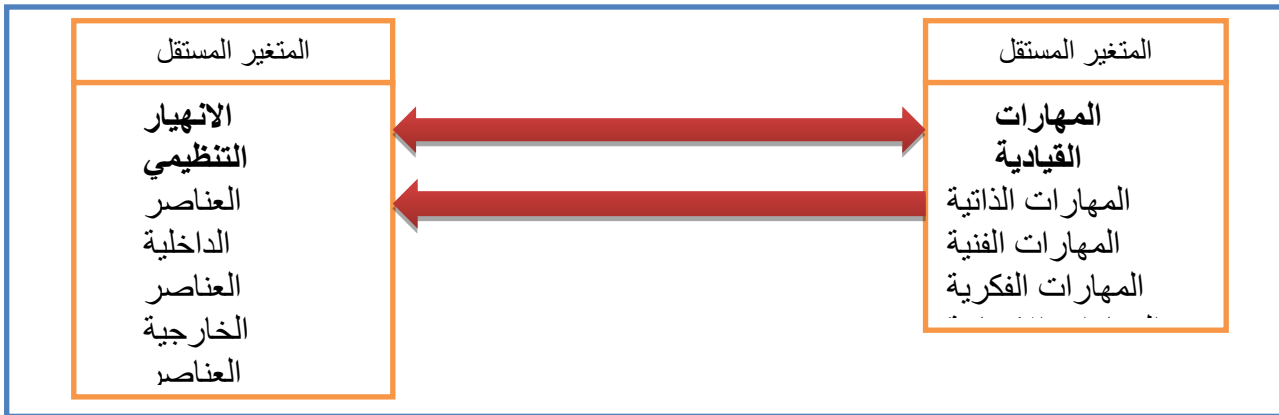 المتغير المستقل
المهارات
القيادية
المهارات الذاتية
المهارات الفنية
المهارات الفكرية
المتغير المستقل
الانهيار
التنظيمي
العناصر
الداخلية
العناصر
الخارجية
العناصر